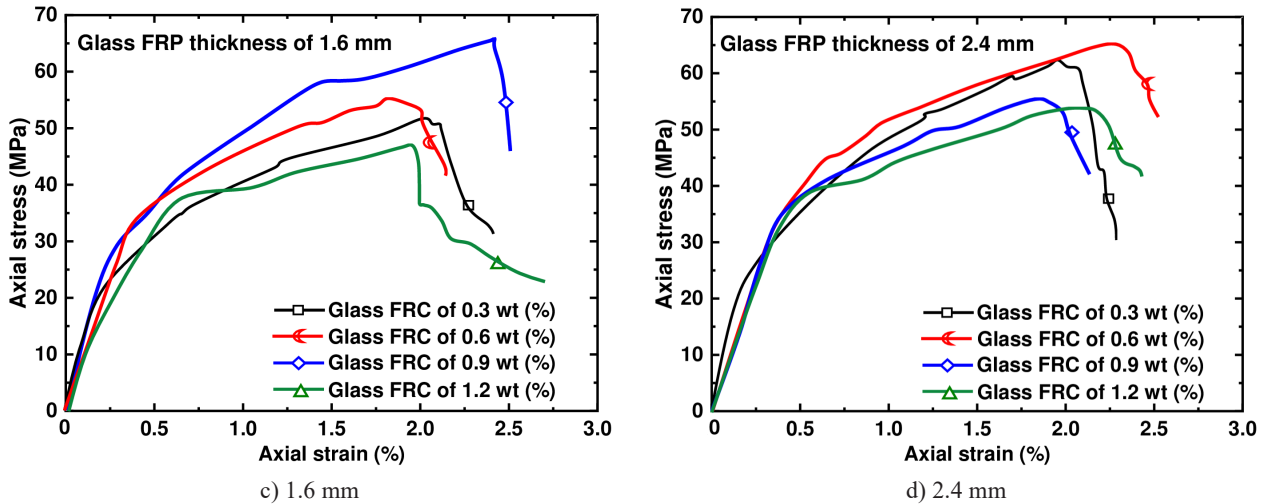 70
Glass FRP thickness of 1.6 mm
60
50
40
30
20
10
0
Axial stress (MPa)
Glass FRC of 0.3 wt (%)
Glass FRC of 0.6 wt (%)
Glass FRC of 0.9 wt (%)
Glass FRC of 1.2 wt (%)
0 0.5 1.0 1.5 2.0 2.5 3.0
Axial strain (%)
c) 1.6 mm
70
Glass FRP thickness of 2.4 mm
60
50
40
30
20
10
0
Axial stress (MPa)
Glass FRC of 0.3 wt (%)
Glass FRC of 0.6 wt (%)
Glass FRC of 0.9 wt (%)
Glass FRC of 1.2 wt (%)
0 0.5 1.0 1.5 2.0 2.5 3.0
Axial strain (%)
d) 2.4 mm